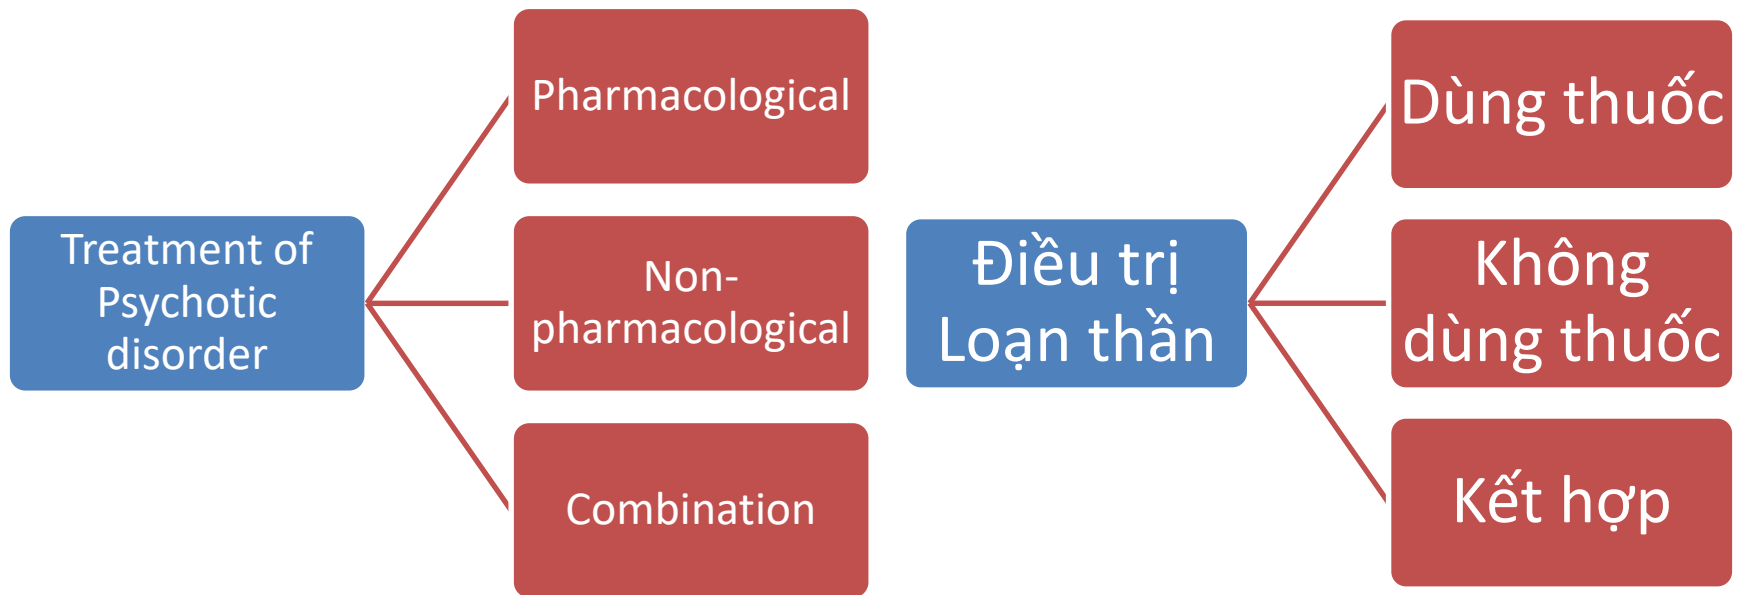 Treatment of
Psychotic
disorder
Pharmacological
Non-
pharmacological
Combination
Điều trị
Loạn thần
Dùng thuốc
Không
dùng thuốc
Kết hợp